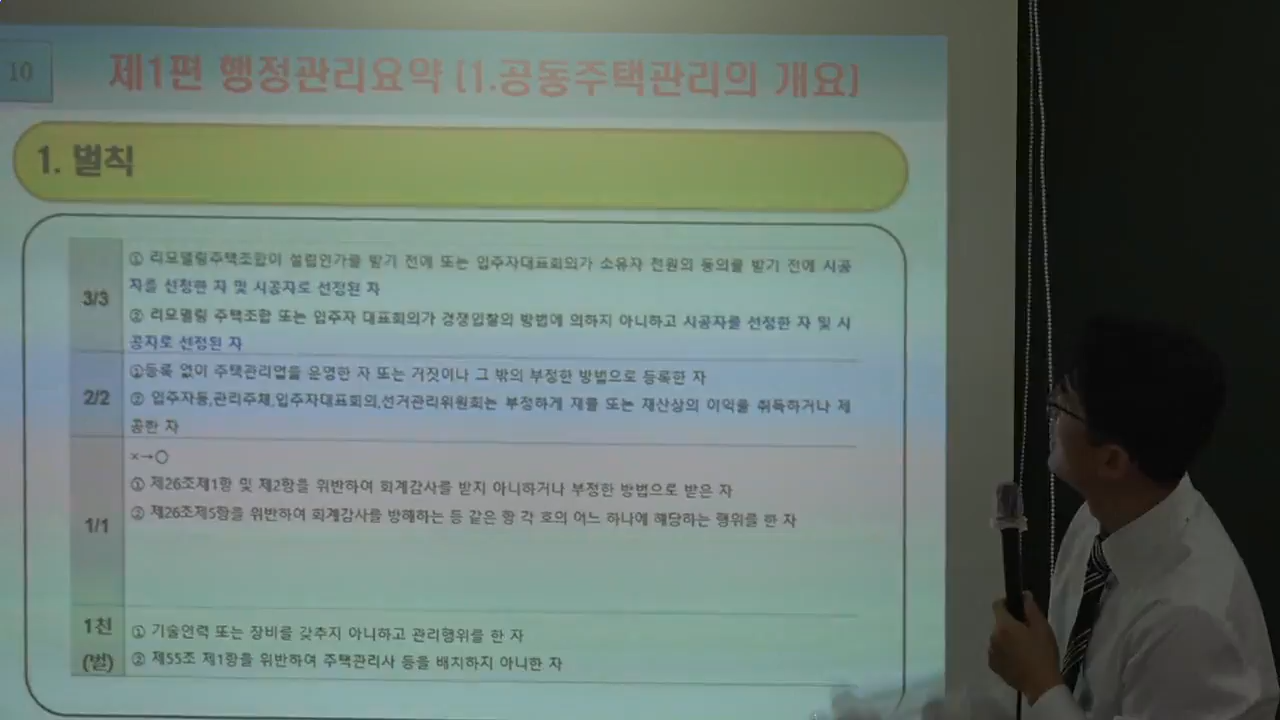 10
제1편 행정관리요약 [1.공동주택관리의 개요]
1. 벌칙
3/3
① 리모델링주택조합이 설립인가를 받기 전에 또는 입주자대표회의가 소유자 전원의 동의를 받기 전에 시공
자를 선정한 자 및 시공자로 선정된 자
② 리모델링 주택조합 또는 입주자 대표회의가 경쟁입찰의 방법에 의하지 아니하고 시공자를 선정한 자 및 시
공자로 선정된 자
2/2
①등록 없이 주택관리업을 운영한 자 또는 거짓이나 그 밖의 부정한 방법으로 등록한 자
② 입주자등,관리주체,입주자대표회의,선거관리위원회는 부정하게 재물 또는 재산상의 이익을 취득하거나 제
공한 자
1/1
×→○
① 제26조제1항 및 제2항을 위반하여 회계감사를 받지 아니하거나 부정한 방법으로 받은 자
② 제26조제5항을 위반하여 회계감사를 방해하는 등 같은 항 각 호의 어느 하나에 해당하는 행위를 한 자
1천
(벌)
① 기술인력 또는 장비를 갖추지 아니하고 관리행위를 한 자
② 제55조 제1항을 위반하여 주택관리사 등을 배치하지 아니한 자